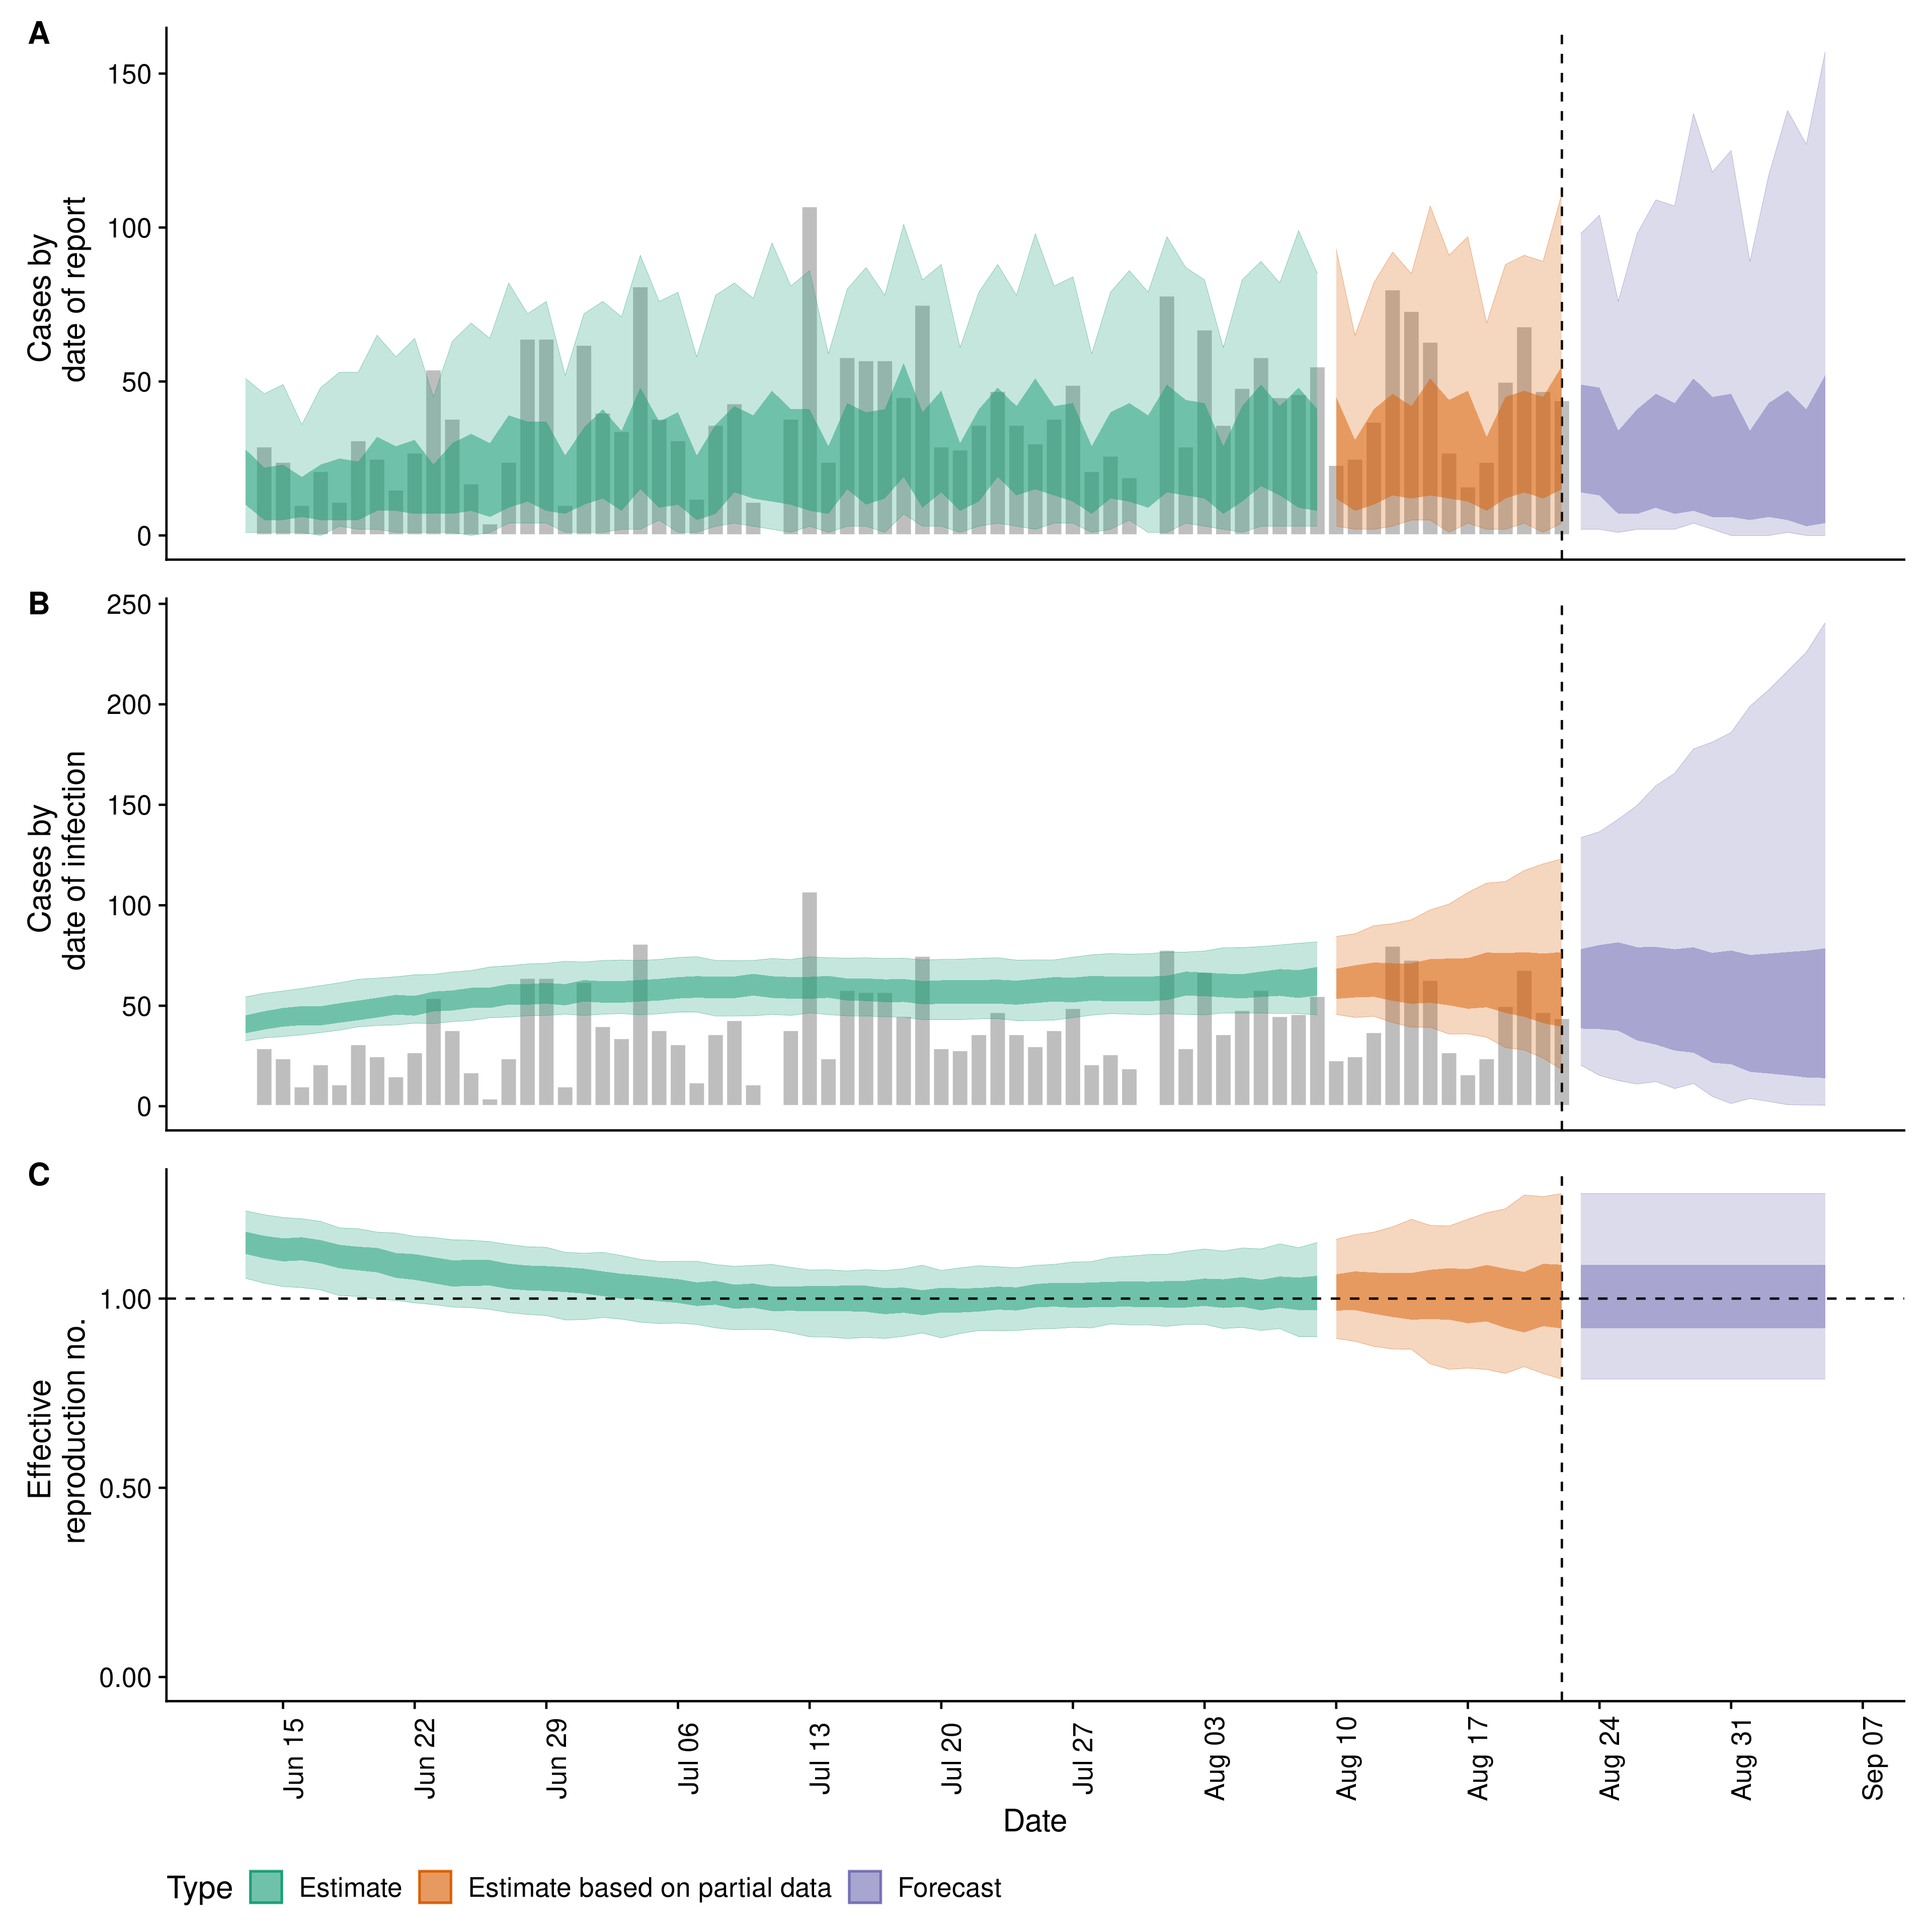 A
Cases by
date of report
150
100
50
0
B
Cases by
date of infection
250
200
150
100
50
0
C
Effective
reproduction no.
1.00
0.50
0.00
Jun 15
Jun 22
Jun 29
Jul 06
Jul 13
Jul 20
Jul 27
Aug 03
Aug 10
Aug 17
Aug 24
Aug 31
Sep 07
Date
Type
Estimate
Estimate based on partial data
Forecast